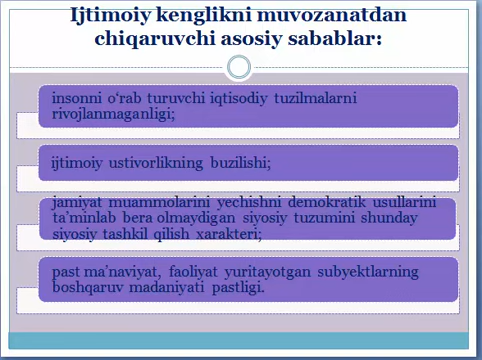 Ijtimoiy kenglikni muvozanatdan
chiqaruvchi asosiy sabablar:
insonni o‘rab turuvchi iqtisodiy tuzilmalarni
rivojlanmaganligi;
ijtimoiy ustivorlikning buzilishi;
jamiyat muammolarini yechishni demokratik usullarini
ta’minlab bera olmaydigan siyosiy tuzumini shunday
siyosiy tashkil qilish xarakteri;
past ma’naviyat, faoliyat yuritayotgan subyektlarning
boshqaruv madaniyati pastligi.